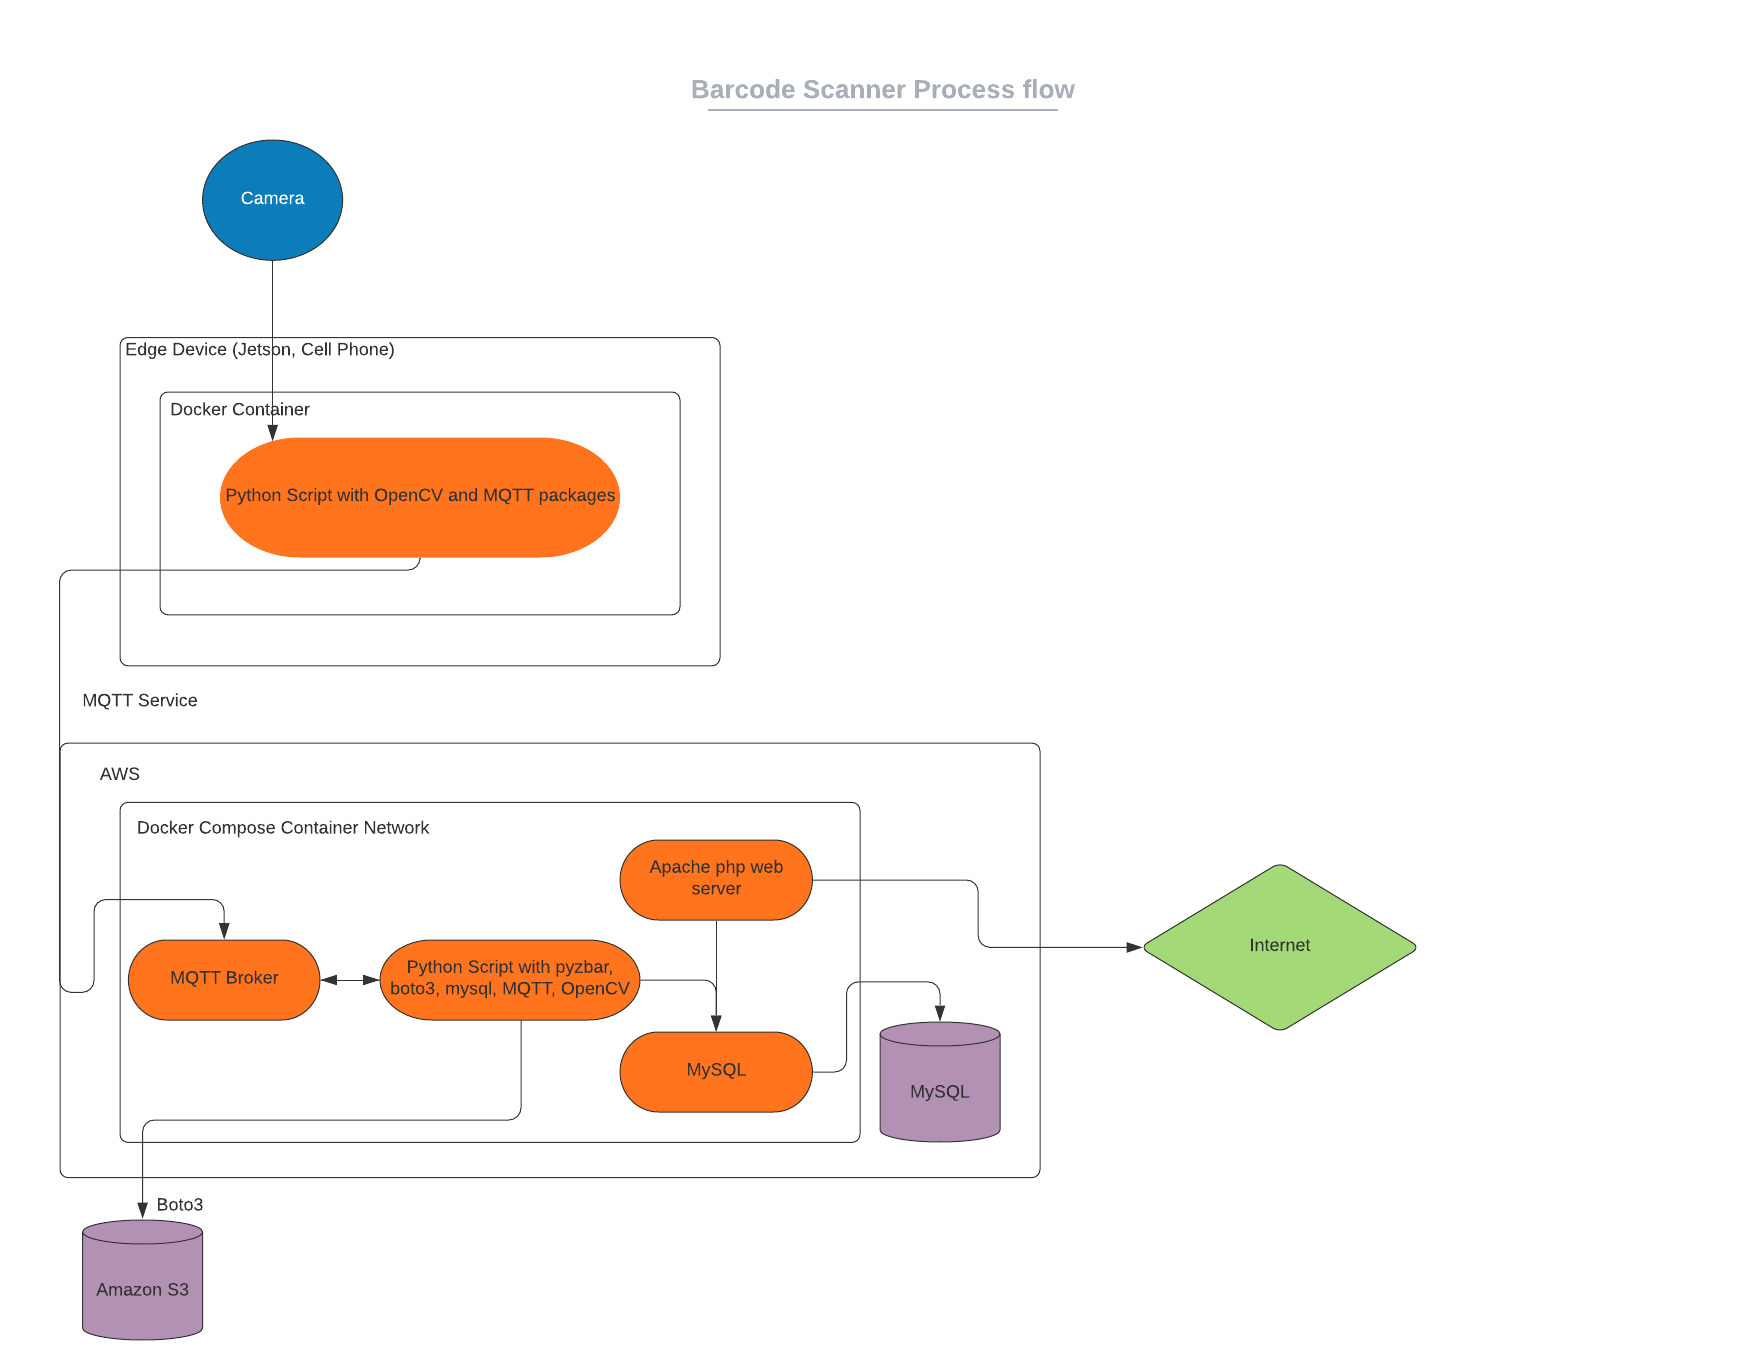 Barcode Scanner Process flow
Camera
Edge Device (Jetson, Cell Phone)
Docker Container
Python Script with OpenCV and MQTT packages
MQTT Service
AWS
Docker Compose Container Network
Apache php web
server
Internet
MQTT Broker
Python Script with pyzbar,
boto3, mysql, MQTT, OpenCV
MySQL
MySQL
Boto3
Amazon S3